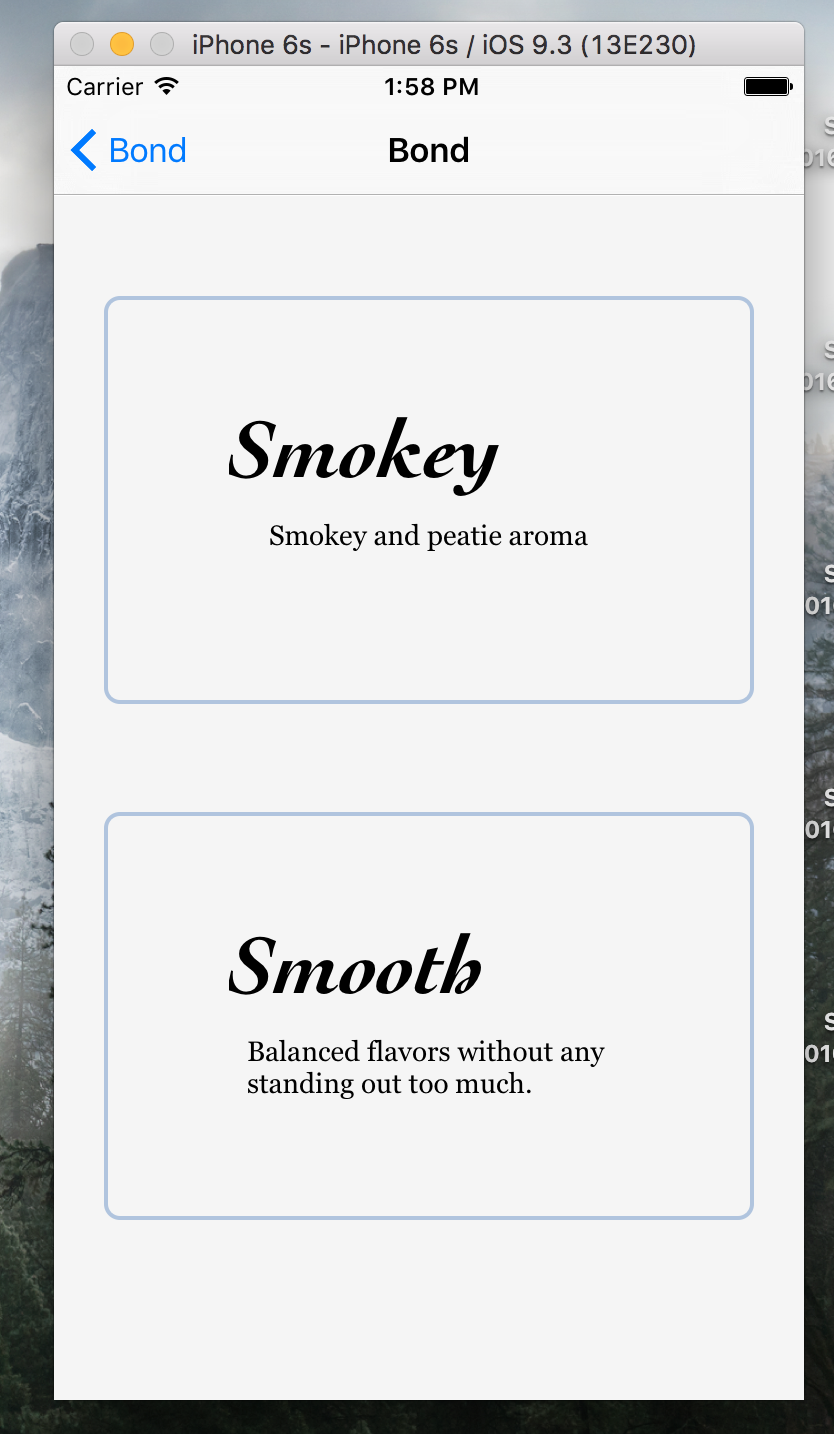 iPhone 6s - iPhone 6s / iOS 9.3 (13E230)
Carrier 1:58 PM
Bond Bond
Smokey
Smokey and peatie aroma
Smooth
Balanced flavors without any
standing out too much.